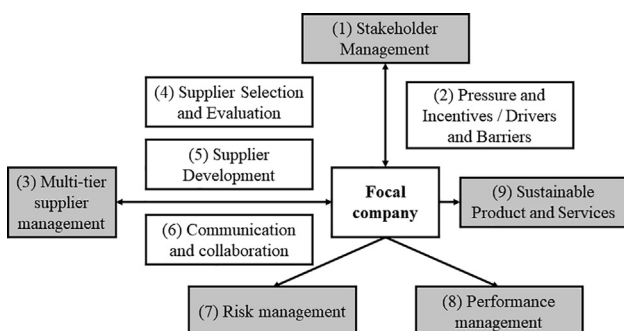 (1) Stakeholder
Management
(4) Supplier Selection
and Evaluation
(2) Pressure and
Incentives / Drivers
and Barriers
(5) Supplier
Development
(3) Multi-tier
supplier
management
Focal
company
(9) Sustainable
Product and Services
(6) Communication
and collaboration
(7) Risk management
(8) Performance
management